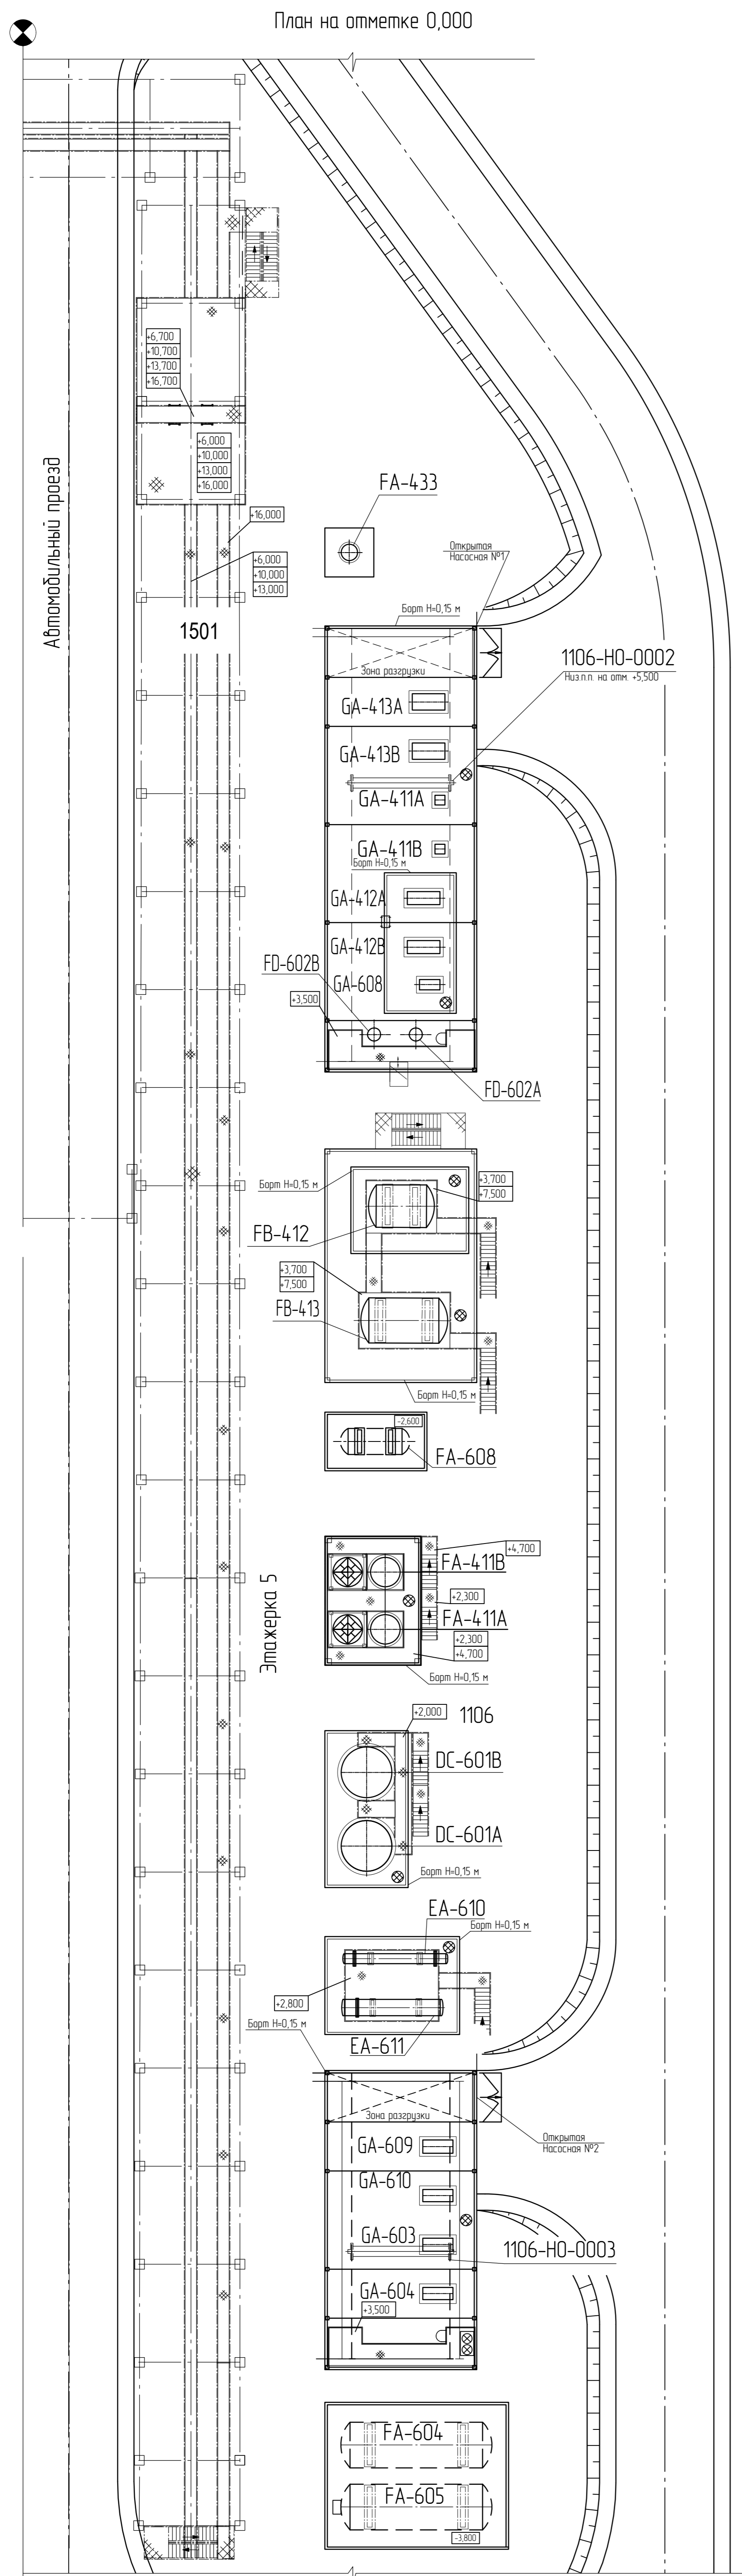 План на отметке 0,000
+6,700
+10,700
+13,700
+16,700
+6,000
+10,000
+13,000
+16,000
Автомобильный проезд
FA-433
+16,000
Открытая
Насосная №1
+6,000
+10,000
+13,000
Борт Н=0,15 м
1501
1106-НО-0002
Низ п.п. на отм. +5,500
Зона разгрузки
GA-413A
GA-413B
GA-411A
GA-411B
Борт Н=0,15 м
GA-412A
GA-412B
FD-602B
GA-608
+3,500
FD-602A
Борт Н=0,15 м
+3,700
+7,500
FB-412
+3,700
+7,500
FB-413
Борт Н=0,15 м
-2,600
FA-608
+4,700
FA-411B
Этажерка 5
+2,300
FA-411A
+2,300
+4,700
Борт Н=0,15 м
+2,000
1106
DC-601B
DC-601A
Борт Н=0,15 м
EA-610
Борт Н=0,15 м
+2,800
Борт Н=0,15 м
EA-611
Зона разгрузки
Открытая
Насосная №2
GA-609
GA-610
GA-603
1106-НО-0003
GA-604
+3,500
FA-604
FA-605
-3,800